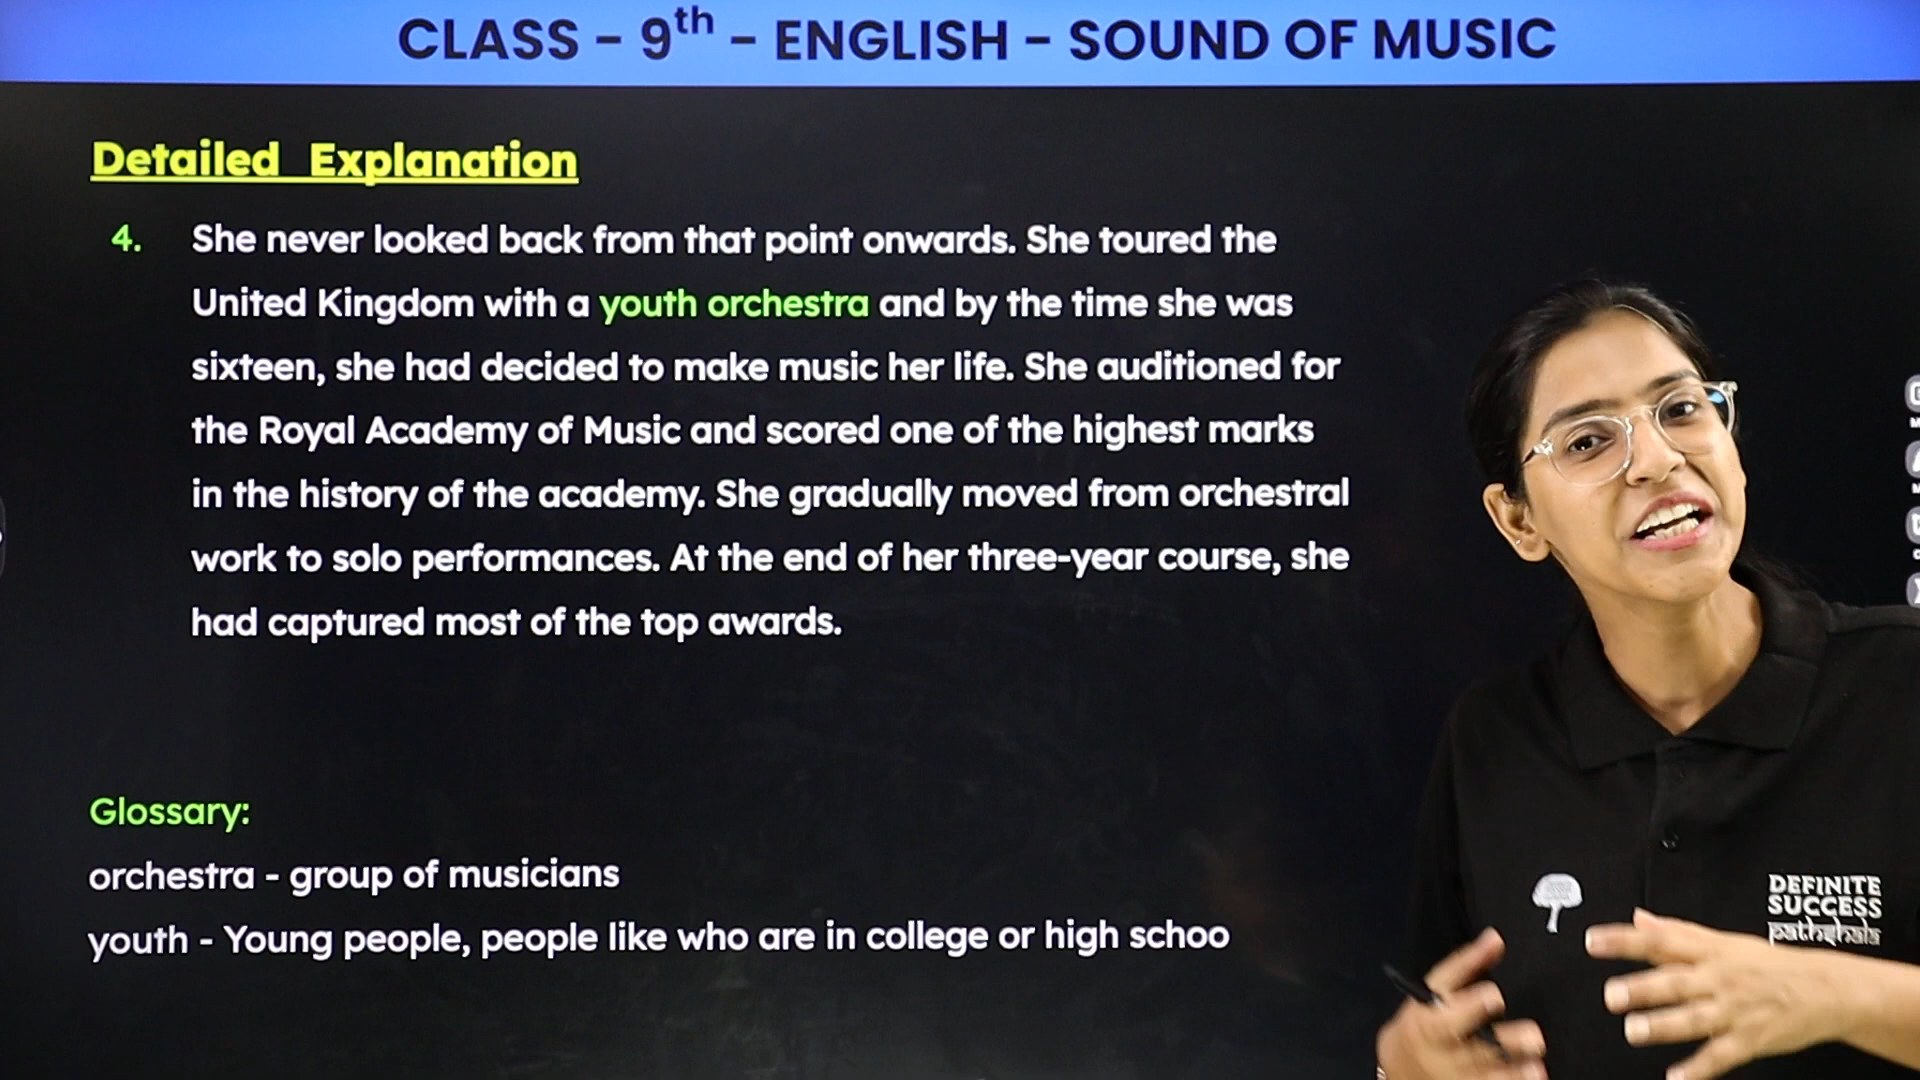 CLASS - 9th - ENGLISH - SOUND OF MUSIC
Detailed Explanation
4. She never looked back from that point onwards. She toured the
United Kingdom with a youth orchestra and by the time she was
sixteen, she had decided to make music her life. She auditioned for
the Royal Academy of Music and scored one of the highest marks
in the history of the academy. She gradually moved from orchestral
work to solo performances. At the end of her three-year course, she
had captured most of the top awards.
Glossary:
orchestra - group of musicians
youth - Young people, people like who are in college or high schoo
DEFINITE
SUCCESS
pathshala